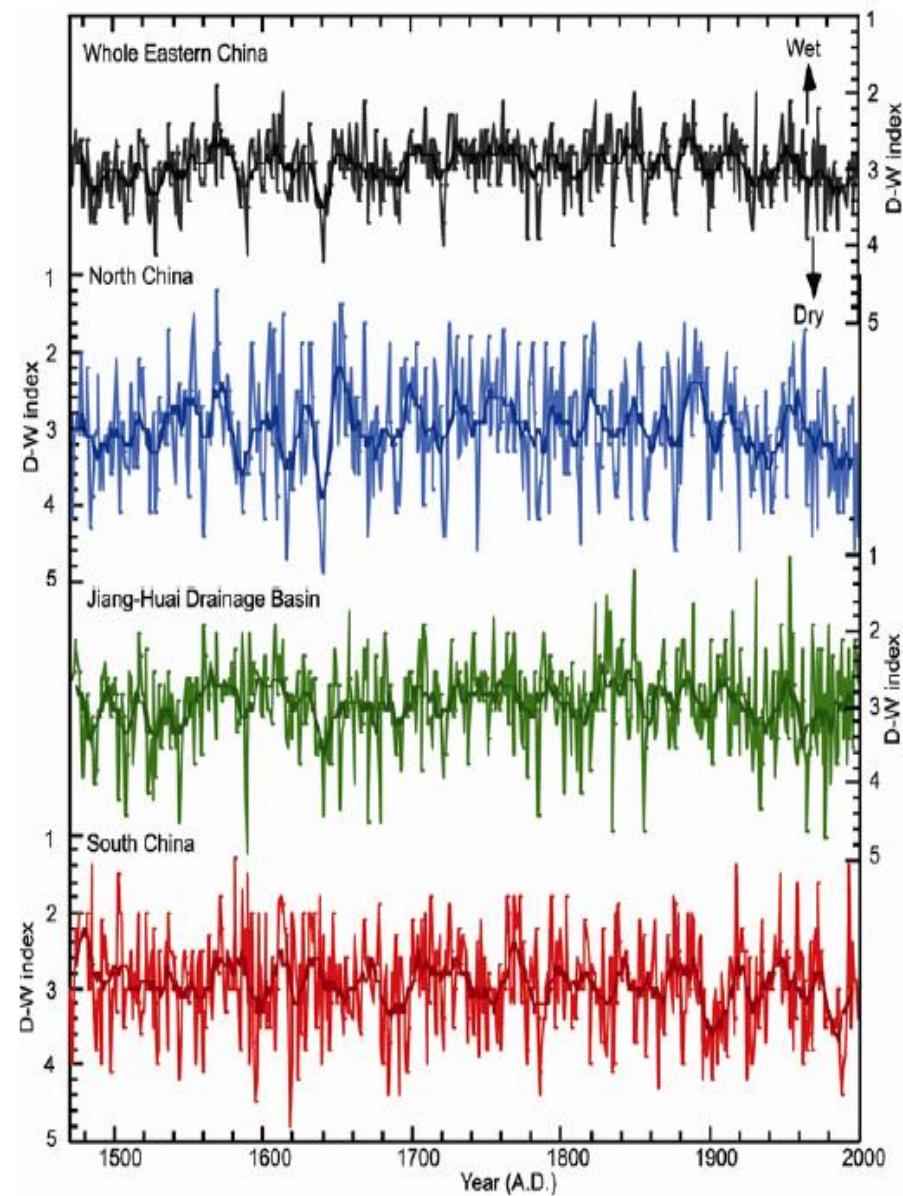 Whole Eastern China
Wet
1
2
3
4
5
D-W index
Dry
North China
1
2
3
4
5
D-W index
Jiang-Huai Drainage Basin
1
2
3
4
5
D-W index
South China
1
2
3
4
5
D-W index
1500 1600 1700 1800 1900 2000
Year (A.D.)